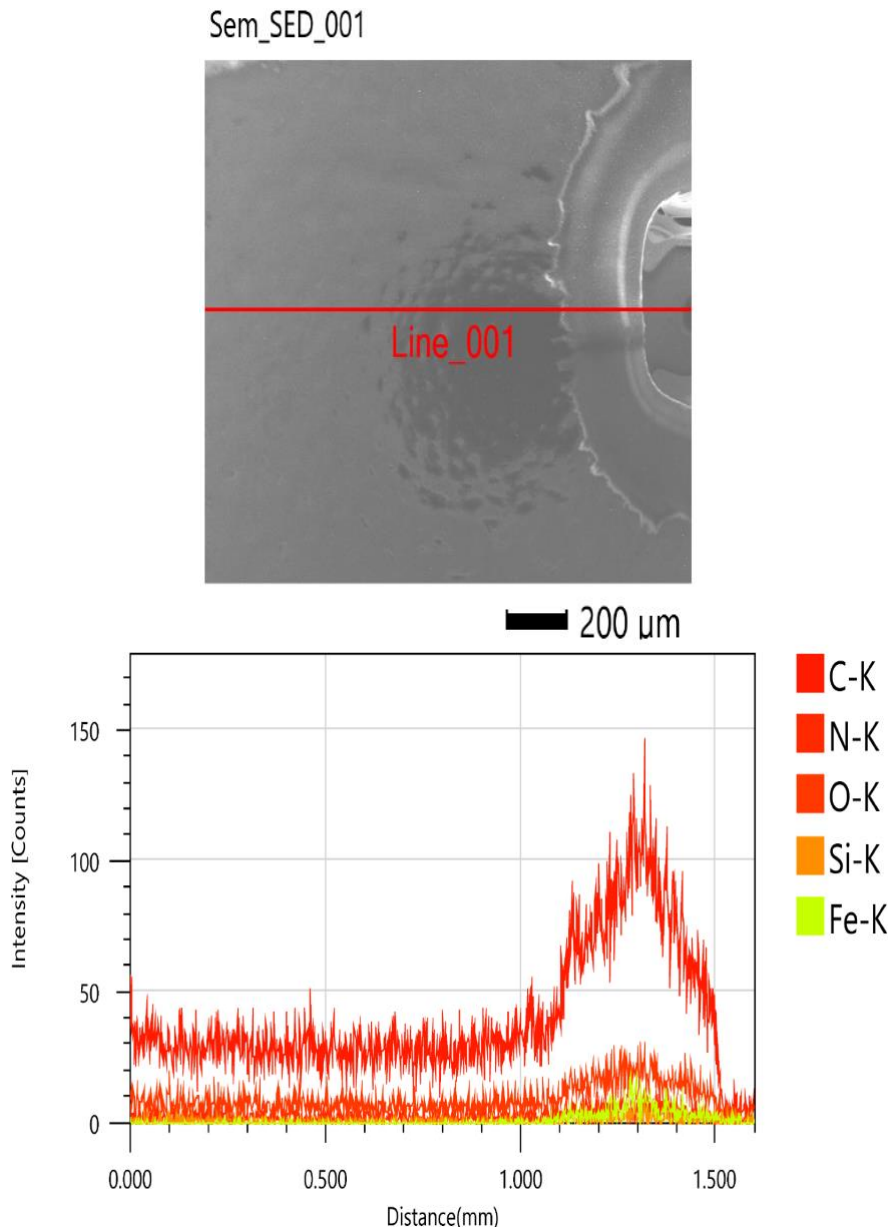 Sem_SED_001
Line_001
200 μm
C-K
N-K
O-K
Si-K
Fe-K
Intensity [Counts]
150
100
50
0
0.000 0.500 1.000 1.500
Distance(mm)